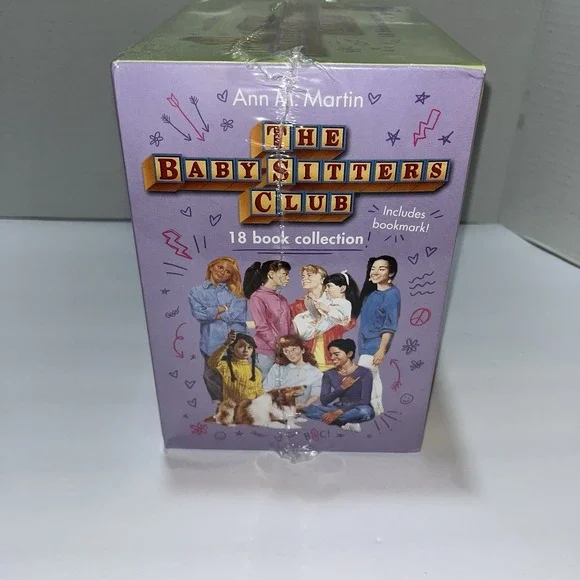 Ann M. Martin
THE
BABY-SITTERS
CLUB
Includes
bookmark!
18 book collection